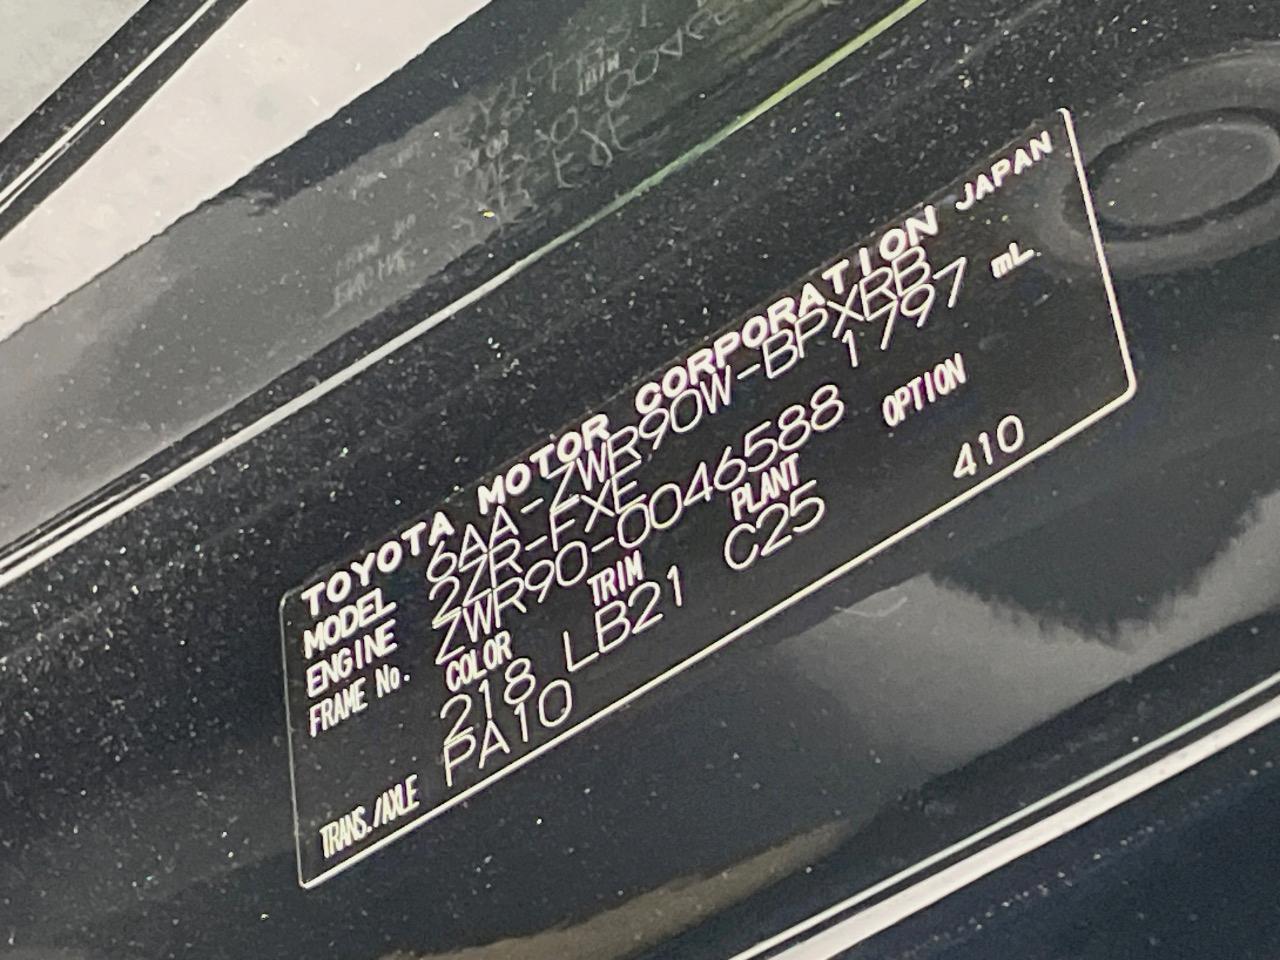 TOYOTA MOTOR CORPORATION JAPAN
MODEL 6AA-ZWR90W-BPXRB
ENGINE 2ZR-FXE 1797 mL
FRAME No. ZWR90-0046588
COLOR TRIM PLANT OPTION
218 LB21 C25 410
TRANS./AXLE PA10